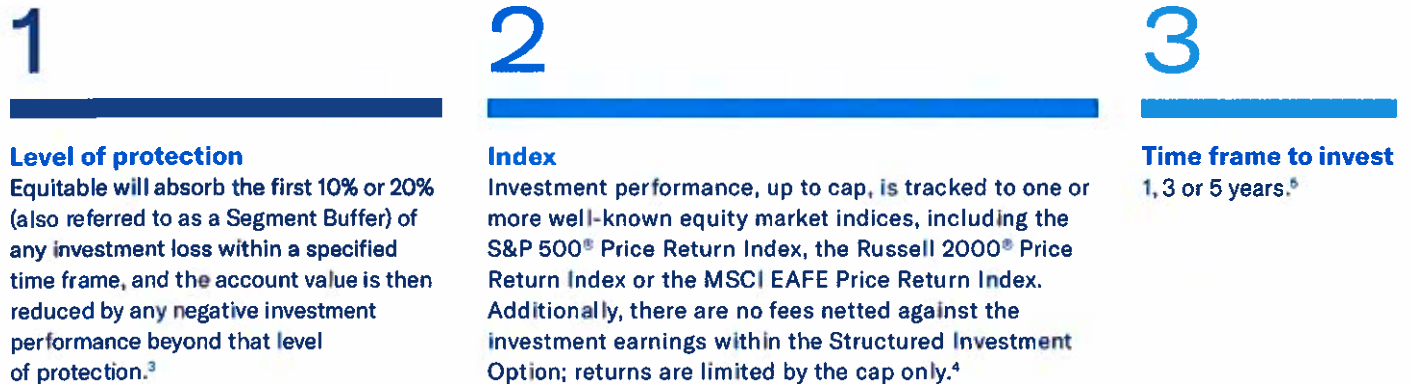 1
Level of protection
Equitable will absorb the first 10% or 20%
(also referred to as a Segment Buffer) of
any investment loss within a specified
time frame, and the account value is then
reduced by any negative investment
performance beyond that level
of protection.³
2
Index
Investment performance, up to cap, is tracked to one or
more well-known equity market indices, including the
S&P 500® Price Return Index, the Russell 2000® Price
Return Index or the MSCI EAFE Price Return Index.
Additionally, there are no fees netted against the
investment earnings within the Structured Investment
Option; returns are limited by the cap only.⁴
3
Time frame to invest
1, 3 or 5 years.⁵